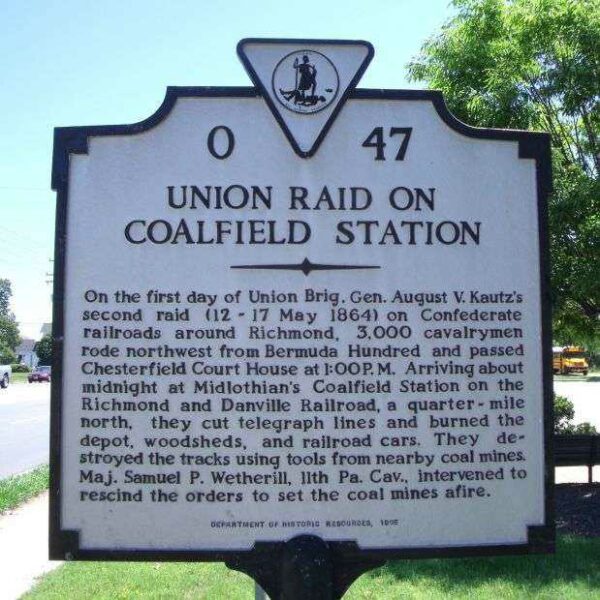 O 47
UNION RAID ON
COALFIELD STATION
On the first day of Union Brig. Gen. August V. Kautz's
second raid (12 - 17 May 1864) on Confederate
railroads around Richmond, 3,000 cavalrymen
rode northwest from Bermuda Hundred and passed
Chesterfield Court House at 1:00 P.M. Arriving about
midnight at Midlothian's Coalfield Station on the
Richmond and Danville Railroad, a quarter-mile
north, they cut telegraph lines and burned the
depot, woodsheds, and railroad cars. They de-
stroyed the tracks using tools from nearby coal mines.
Maj. Samuel P. Wetherill, 11th Pa. Cav., intervened to
rescind the orders to set the coal mines afire.
DEPARTMENT OF HISTORIC RESOURCES,